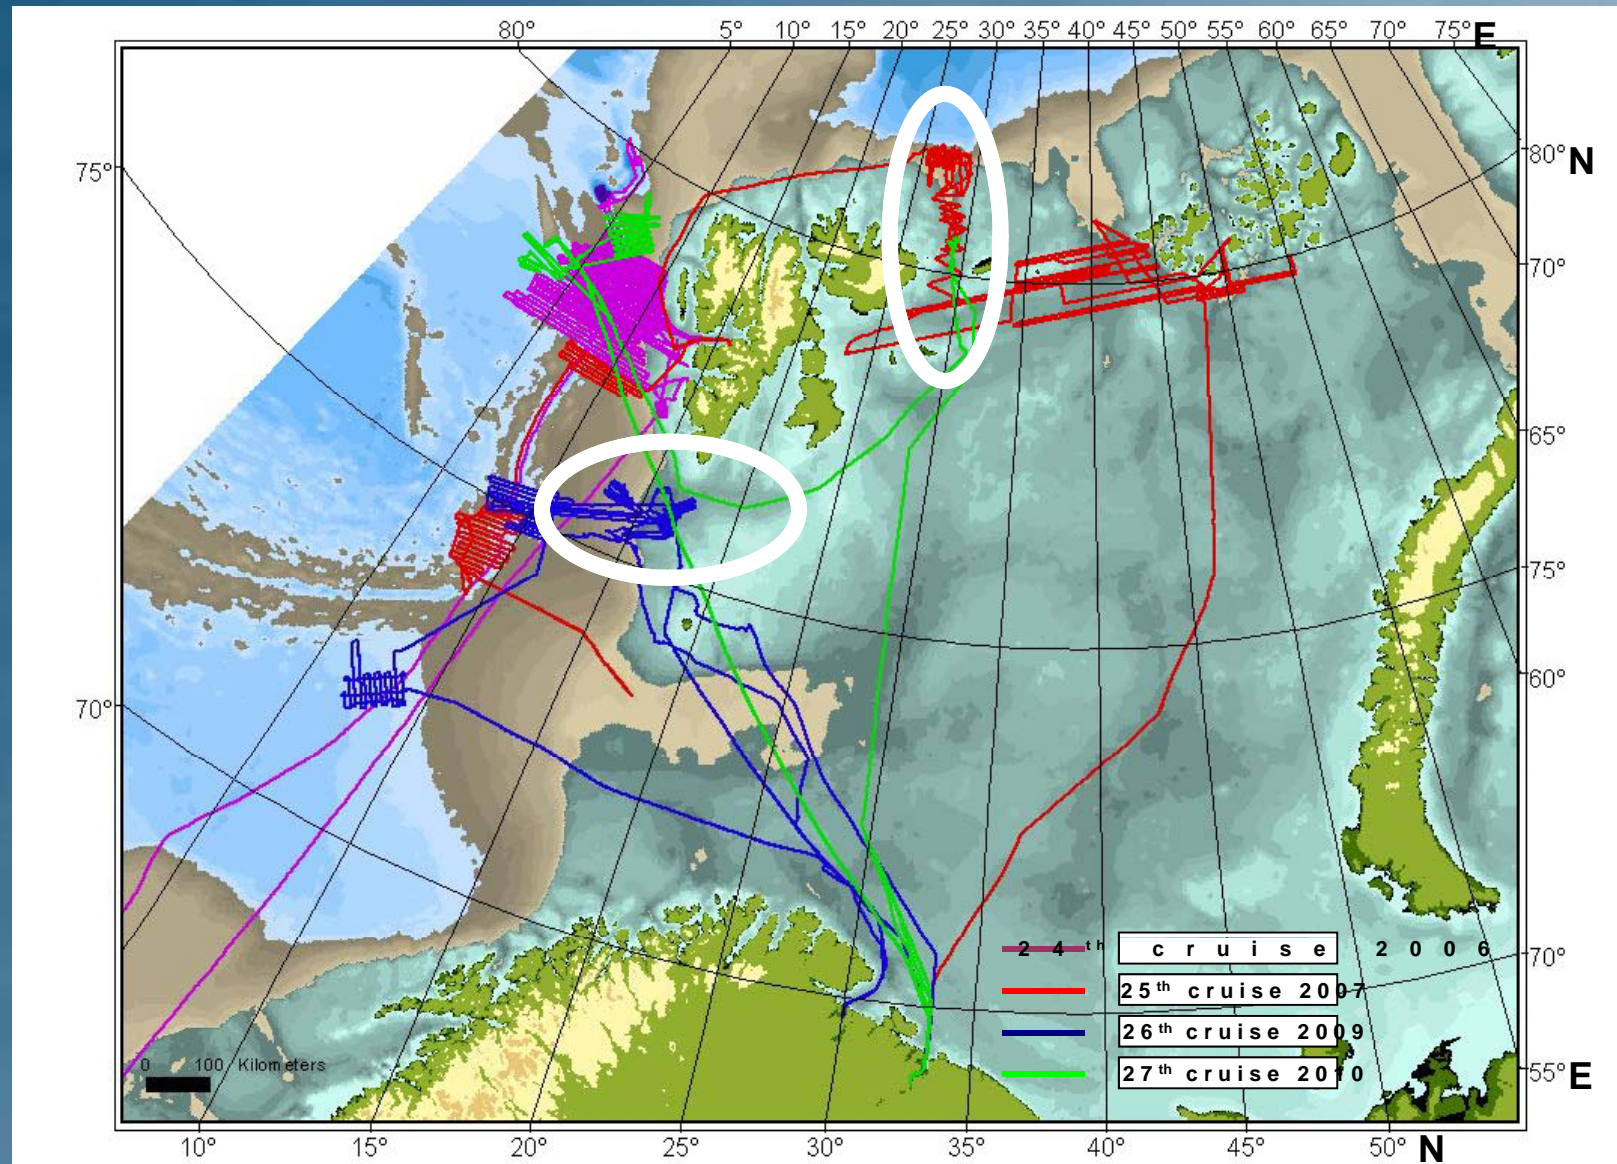 80° 5° 10° 15° 20° 25° 30° 35° 40° 45° 50° 55° 60° 65° 70° 75° E
75°
80° N
70°
65°
75°
60°
70°
24th cruise 2006
70°
25th cruise 2007
26th cruise 2009
0 100 Kilometers
27th cruise 2010
55° E
10° 15° 20° 25° 30° 35° 40° 45° 50° N